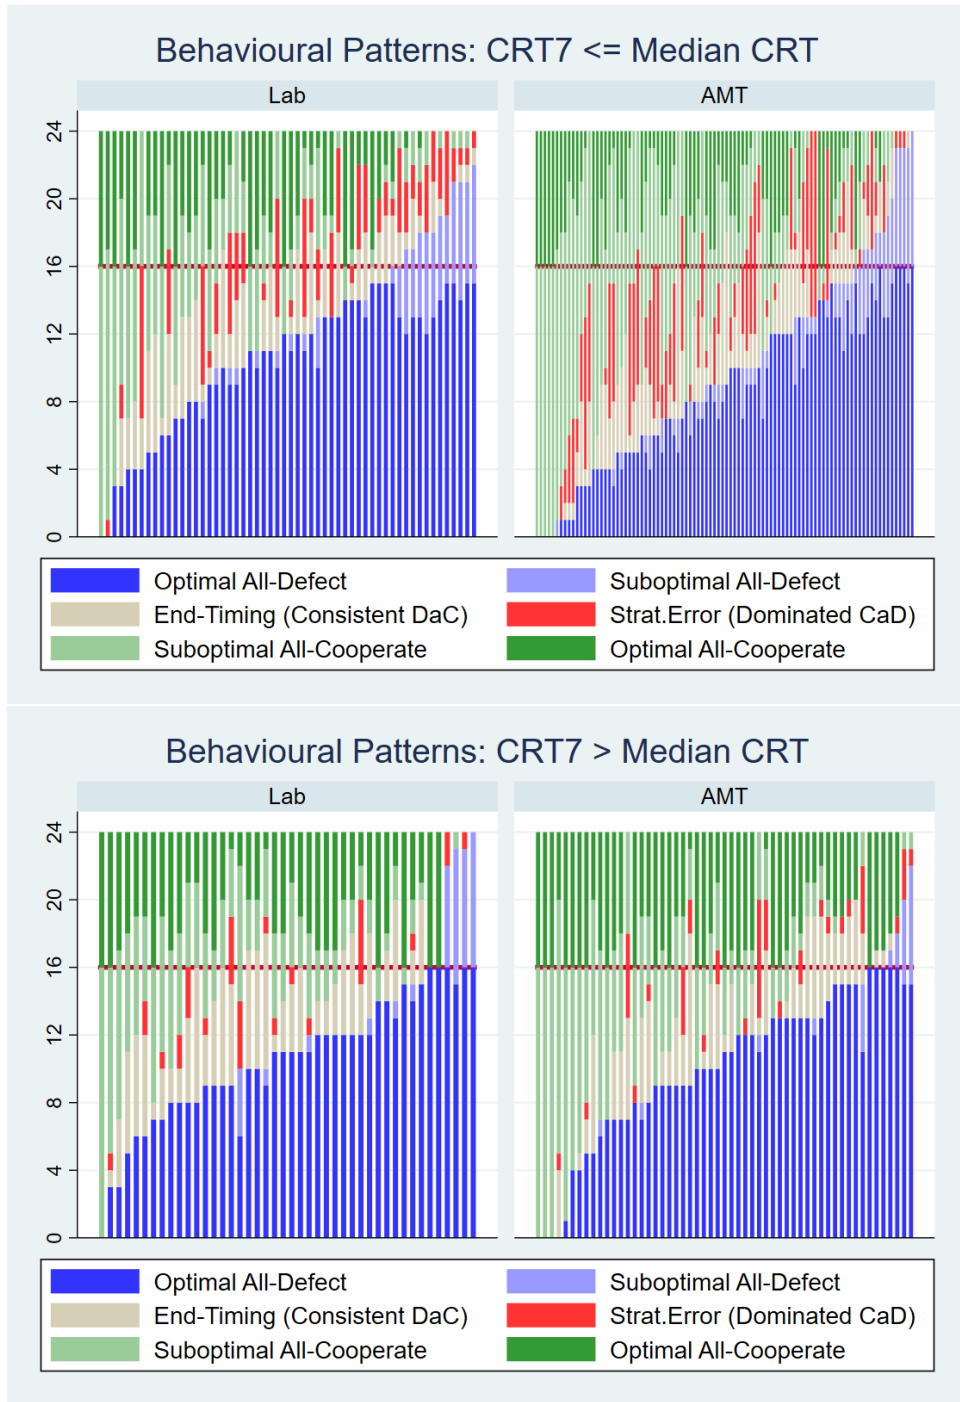 Behavioural Patterns: CRT7 <= Median CRT
Lab AMT
24
20
16
12
8
4
0
Optimal All-Defect Suboptimal All-Defect
End-Timing (Consistent DaC) Strat.Error (Dominated CaD)
Suboptimal All-Cooperate Optimal All-Cooperate
Behavioural Patterns: CRT7 > Median CRT
Lab AMT
24
20
16
12
8
4
0
Optimal All-Defect Suboptimal All-Defect
End-Timing (Consistent DaC) Strat.Error (Dominated CaD)
Suboptimal All-Cooperate Optimal All-Cooperate